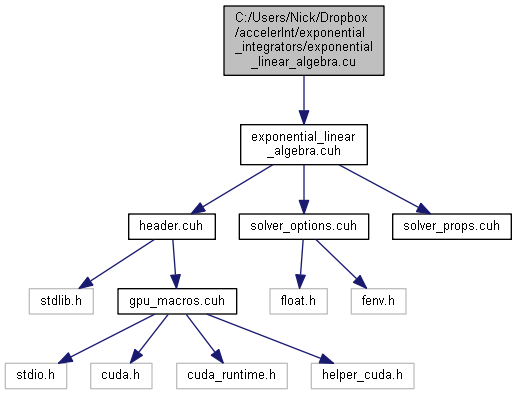 C:/Users/Nick/Dropbox
/accelerInt/exponential
_integrators/exponential
_linear_algebra.cu
exponential_linear
_algebra.cuh
header.cuh
solver_options.cuh
solver_props.cuh
stdlib.h
gpu_macros.cuh
float.h
fenv.h
stdio.h
cuda.h
cuda_runtime.h
helper_cuda.h